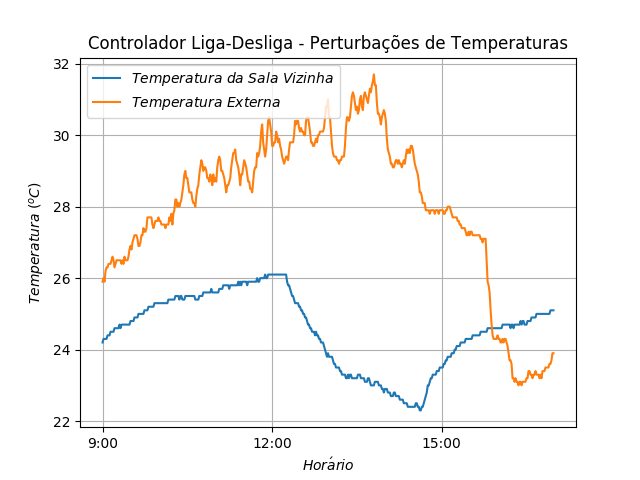 Controlador Liga-Desliga - Perturbações de Temperaturas
Temperatura da Sala Vizinha
Temperatura Externa
32
30
28
26
24
22
Temperatura (°C)
9:00
12:00
15:00
Horário